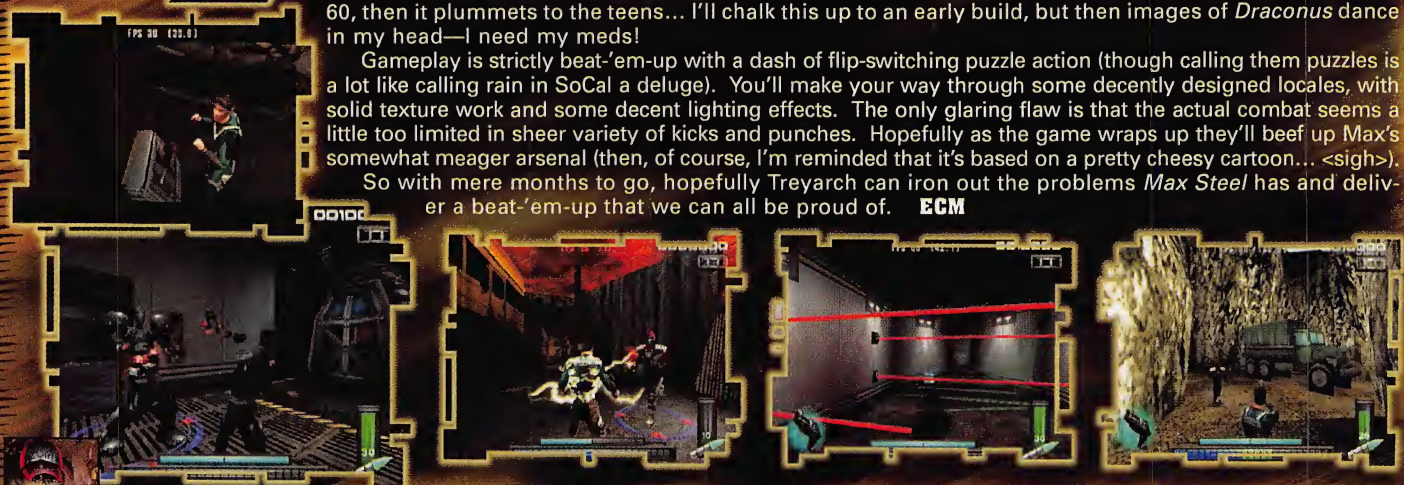 60, then it plummets to the teens... I'll chalk this up to an early build, but then images of Draconus dance
in my head—I need my meds!
Gameplay is strictly beat-'em-up with a dash of flip-switching puzzle action (though calling them puzzles is
a lot like calling rain in SoCal a deluge). You'll make your way through some decently designed locales, with
solid texture work and some decent lighting effects. The only glaring flaw is that the actual combat seems a
little too limited in sheer variety of kicks and punches. Hopefully as the game wraps up they'll beef up Max's
somewhat meager arsenal (then, of course, I'm reminded that it's based on a pretty cheesy cartoon... <sigh>).
So with mere months to go, hopefully Treyarch can iron out the problems Max Steel has and deliv-
er a beat-'em-up that we can all be proud of. ECM
FPS 30
00100
30
10
30
30